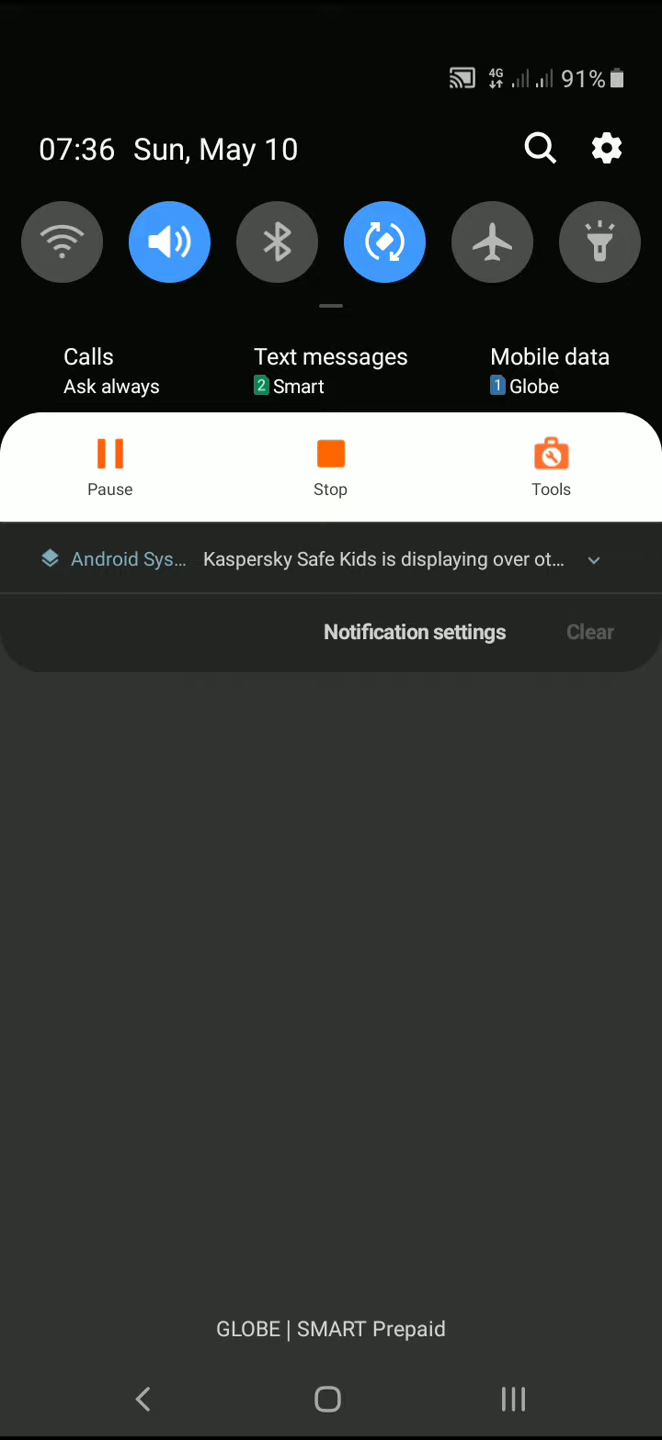 4G 91%
07:36 Sun, May 10
Calls Text messages Mobile data
Ask always 2 Smart 1 Globe
Pause Stop Tools
Android Sys... Kaspersky Safe Kids is displaying over ot...
Notification settings Clear
GLOBE | SMART Prepaid